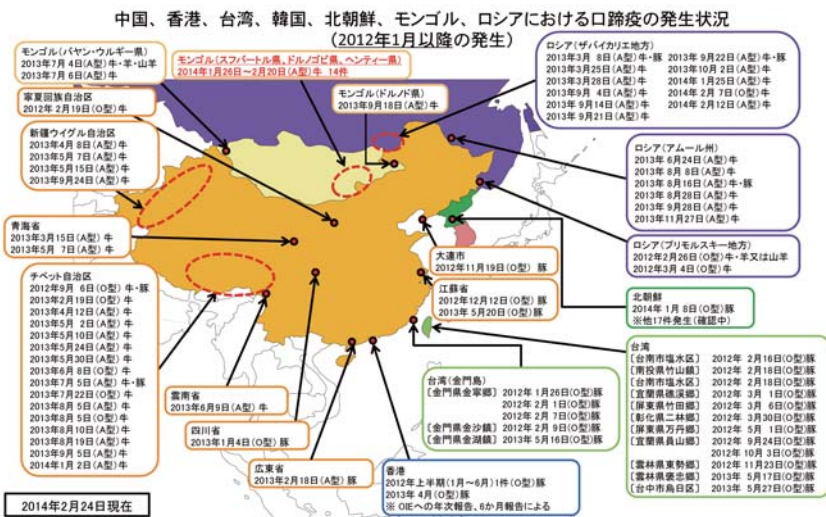 中国、香港、台湾、韓国、北朝鮮、モンゴル、ロシアにおける口蹄疫の発生状況
(2012年1月以降の発生)
モンゴル(バヤン・ウルギー県)
2013年7月 4日(A型)牛・羊・山羊
2013年7月 6日(A型)牛
モンゴル(スフバートル県、ドルノゴビ県、ヘンティー県)
2014年1月26日~2月20日(A型)牛 14件
モンゴル(ドルノド県)
2013年9月18日(A型)牛
ロシア(ザバイカリエ地方)
2013年3月 8日(A型)牛・豚 2013年 9月22日(A型)牛・豚
2013年3月25日(A型)牛 2013年10月 2日(A型)牛
2013年3月28日(A型)牛 2014年 1月25日(A型)牛
2013年9月 4日(A型)牛 2014年 2月 7日(O型)牛
2013年 9月14日(A型)牛 2014年 2月12日(A型)牛
2013年 9月21日(A型)牛
寧夏回族自治区
2012年 2月19日(O型)牛
新疆ウイグル自治区
2013年4月 8日(A型)牛
2013年5月 7日(A型)牛
2013年5月15日(A型)牛
2013年9月24日(A型)牛
ロシア(アムール州)
2013年 6月24日(A型)牛
2013年 8月 8日(A型)牛
2013年 8月16日(A型)牛・豚
2013年 8月28日(A型)牛
2013年 9月28日(A型)牛
2013年11月27日(A型)牛
青海省
2013年3月15日(A型)牛
2013年5月 7日(A型)牛
ロシア(プリモルスキー地方)
2012年2月26日(O型)牛・羊又は山羊
2012年3月 4日(O型)牛
大連市
2012年11月19日(O型) 豚
江蘇省
2012年12月12日(O型)豚
2013年 5月20日(O型)豚
北朝鮮
2014年 1月 8日(O型)豚
※他17件発生(確認中)
チベット自治区
2012年9月 6日(O型)牛・豚
2013年2月19日(O型)牛
2013年4月12日(A型)牛
2013年5月 2日(A型)牛
2013年5月10日(A型)牛
2013年5月24日(A型)牛
2013年5月30日(A型)牛
2013年6月 8日(O型)牛
2013年7月 5日(A型)牛・豚
2013年7月22日(O型)牛
2013年8月 5日(A型)牛
2013年8月 5日(O型)牛
2013年8月10日(A型)牛
2013年8月19日(A型)牛
2013年9月 5日(A型)牛
2014年1月 2日(A型)牛
雲南省
2013年6月9日(A型)牛
四川省
2013年1月4日(O型)豚
広東省
2013年2月18日(A型)豚
香港
2012年上半期(1月~6月)1件(O型)豚
2013年 4月(O型)豚
※ OIEへの年次報告、6か月報告による
台湾(金門島)
〔金門県金寧郷〕 2012年 1月26日(O型)豚
2012年 2月 1日(O型)豚
2012年 2月 7日(O型)豚
〔金門県金沙鎮〕 2012年 2月 9日(O型)豚
〔金門県金湖鎮〕 2013年 5月16日(O型)豚
台湾
〔台南市塩水区〕 2012年 2月16日(O型)豚
〔南投県竹山鎮〕 2012年 2月18日(O型)豚
〔台南市塩水区〕 2012年 2月18日(O型)豚
〔宜蘭県礁渓郷〕 2012年 3月 1日(O型)豚
〔屏東県竹田郷〕 2012年 3月 6日(O型)豚
〔彰化県二林郷〕 2012年 3月30日(O型)豚
〔屏東県万丹郷〕 2012年 5月 1日(O型)豚
〔宜蘭県員山郷〕 2012年 9月24日(O型)豚
2012年 10月 3日(O型)豚
〔雲林県東勢郷〕 2012年 11月23日(O型)豚
〔雲林県褒忠郷〕 2013年 5月17日(O型)豚
〔台中市烏日区〕 2013年 5月27日(O型)豚
2014年2月24日現在